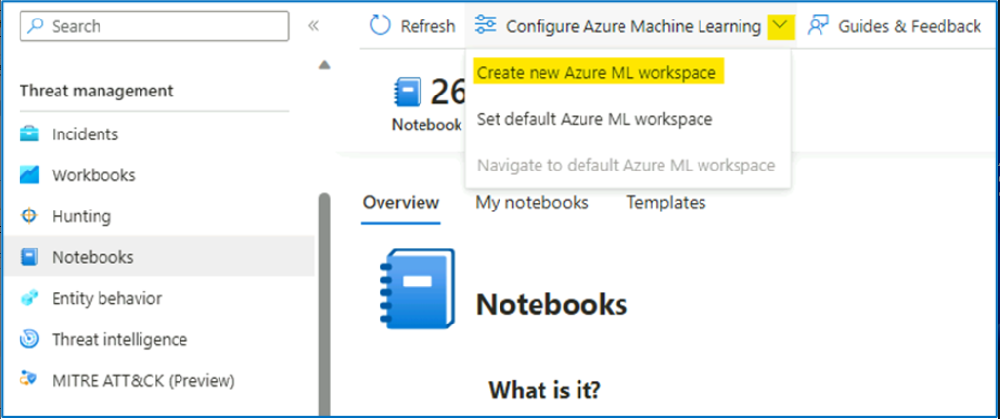 Search
«
Refresh
Configure Azure Machine Learning
Guides & Feedback
Create new Azure ML workspace
Set default Azure ML workspace
Navigate to default Azure ML workspace
26
Notebook
Threat management
Incidents
Workbooks
Hunting
Notebooks
Entity behavior
Threat intelligence
MITRE ATT&CK (Preview)
Overview
My notebooks
Templates
Notebooks
What is it?